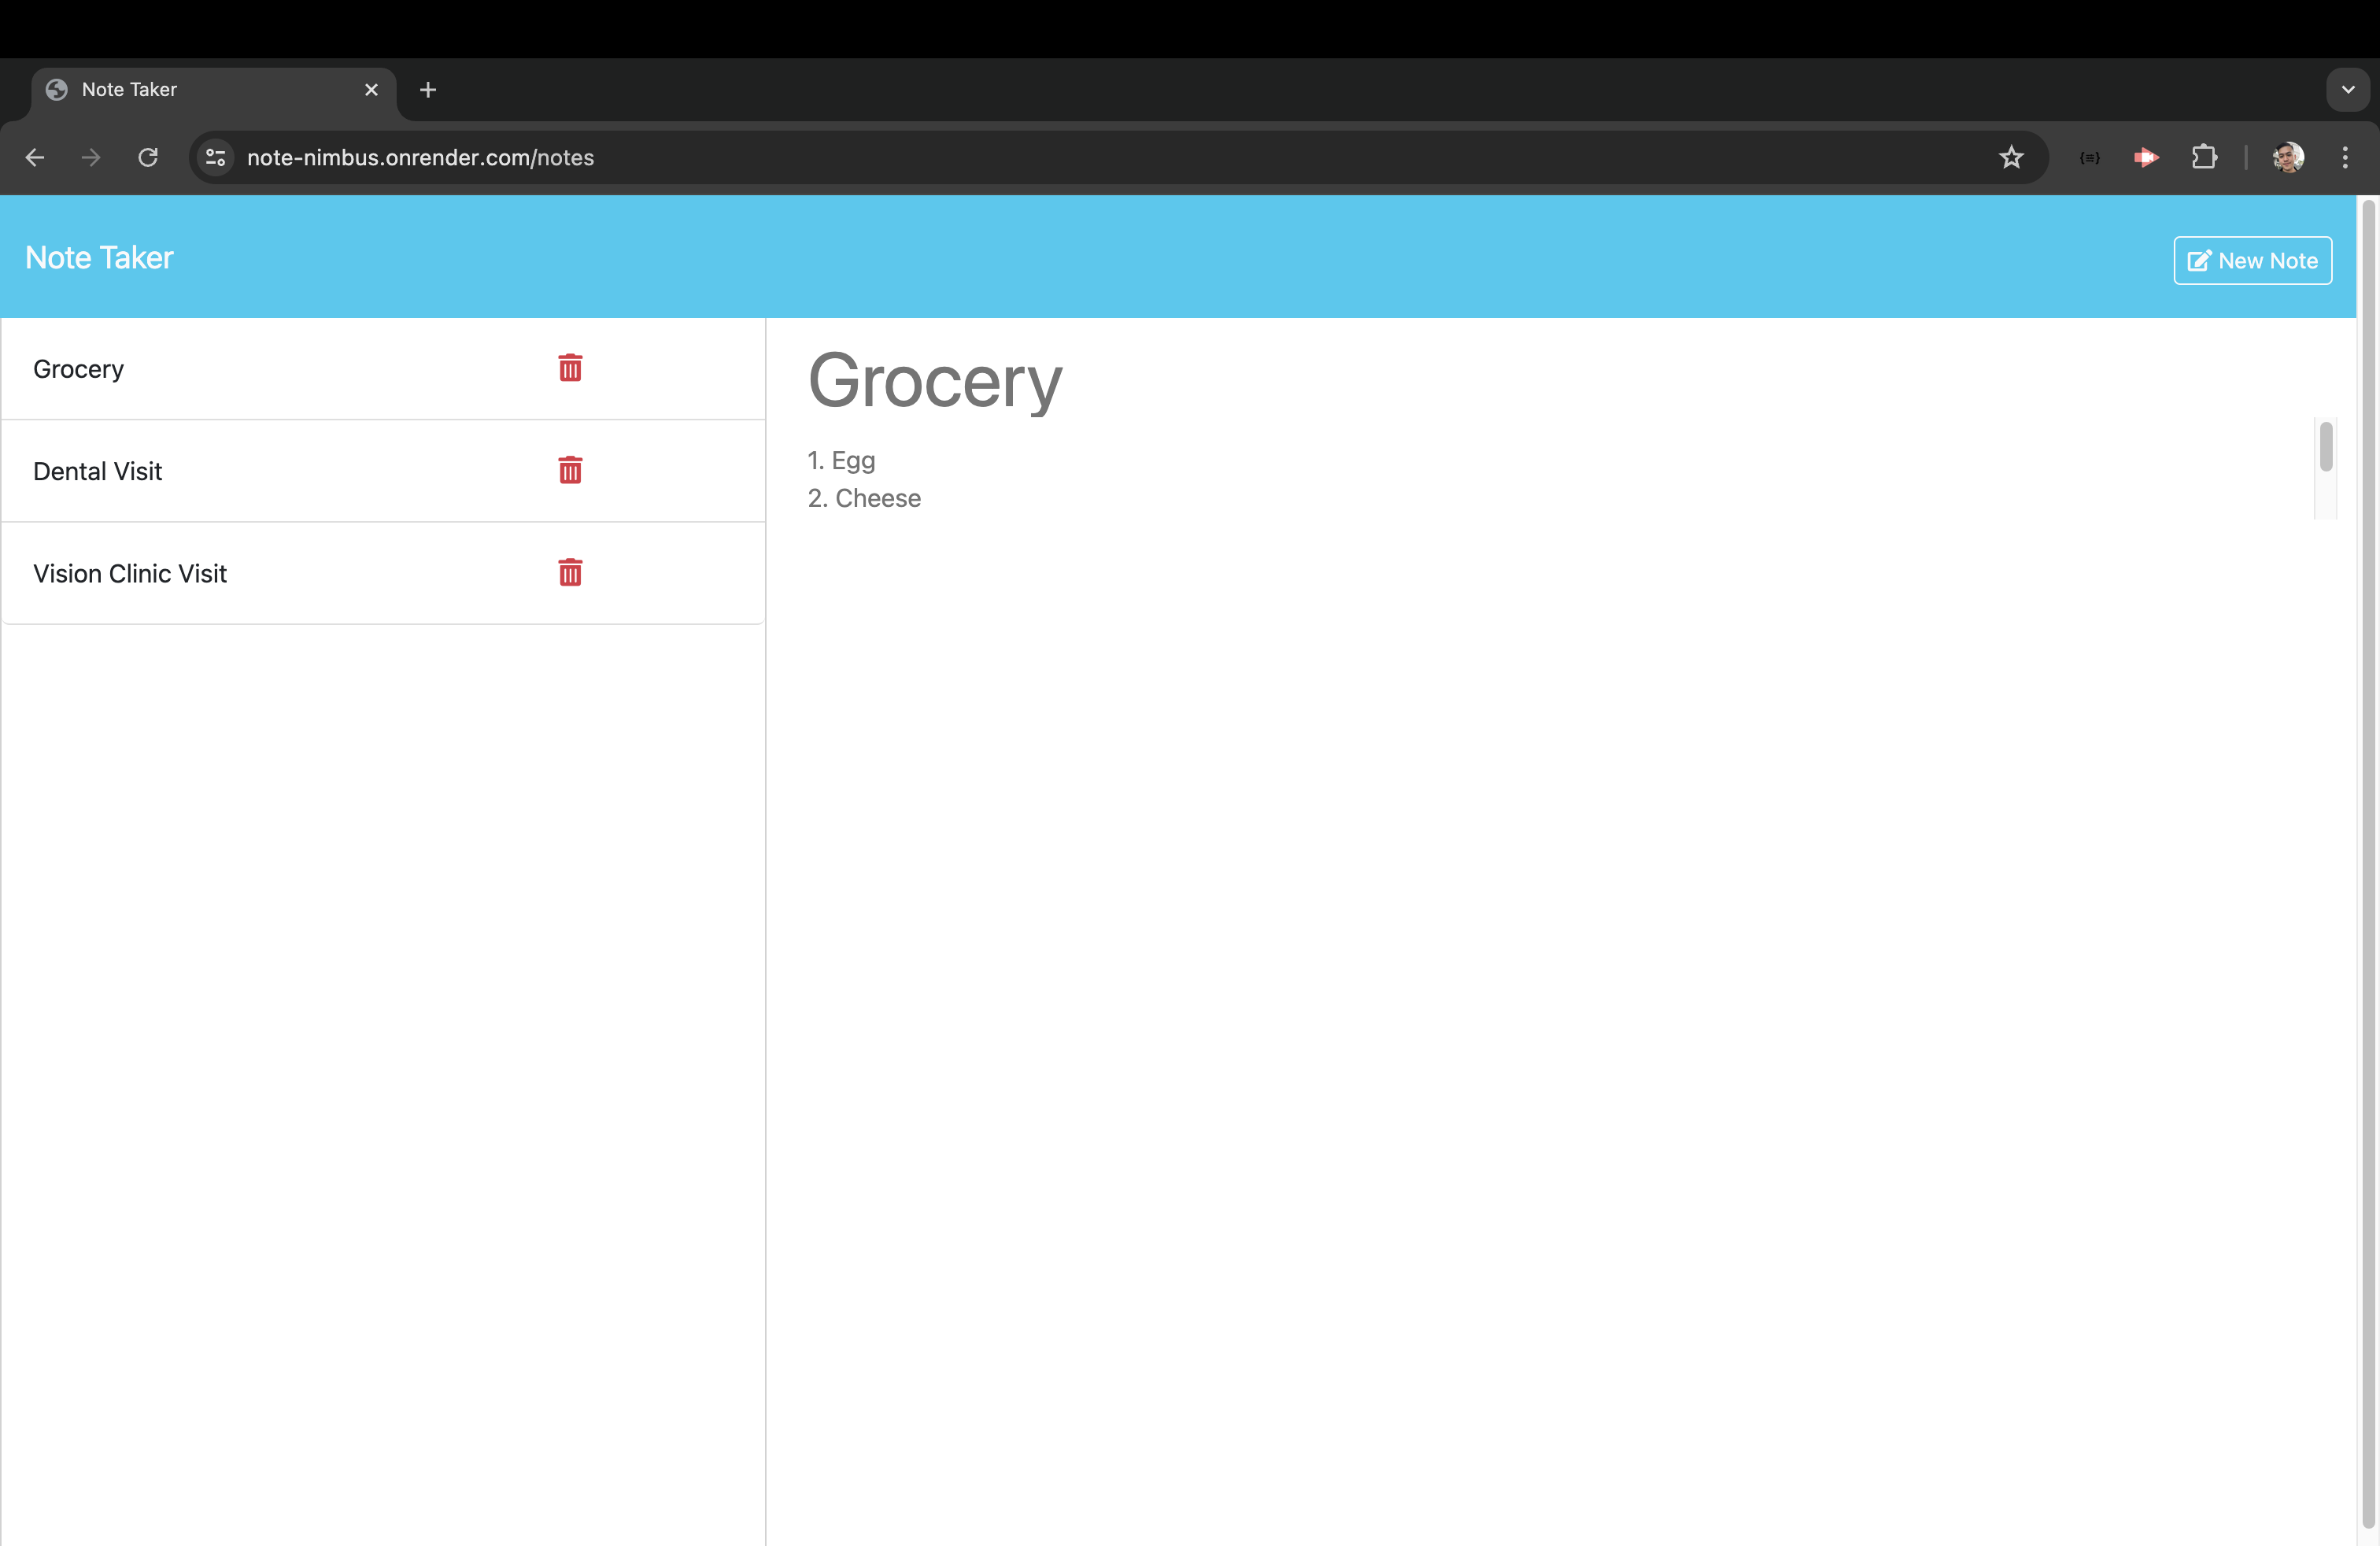 Note Taker
note-nimbus.onrender.com/notes
Note Taker
New Note
Grocery
Dental Visit
Vision Clinic Visit
Grocery
1. Egg
2. Cheese